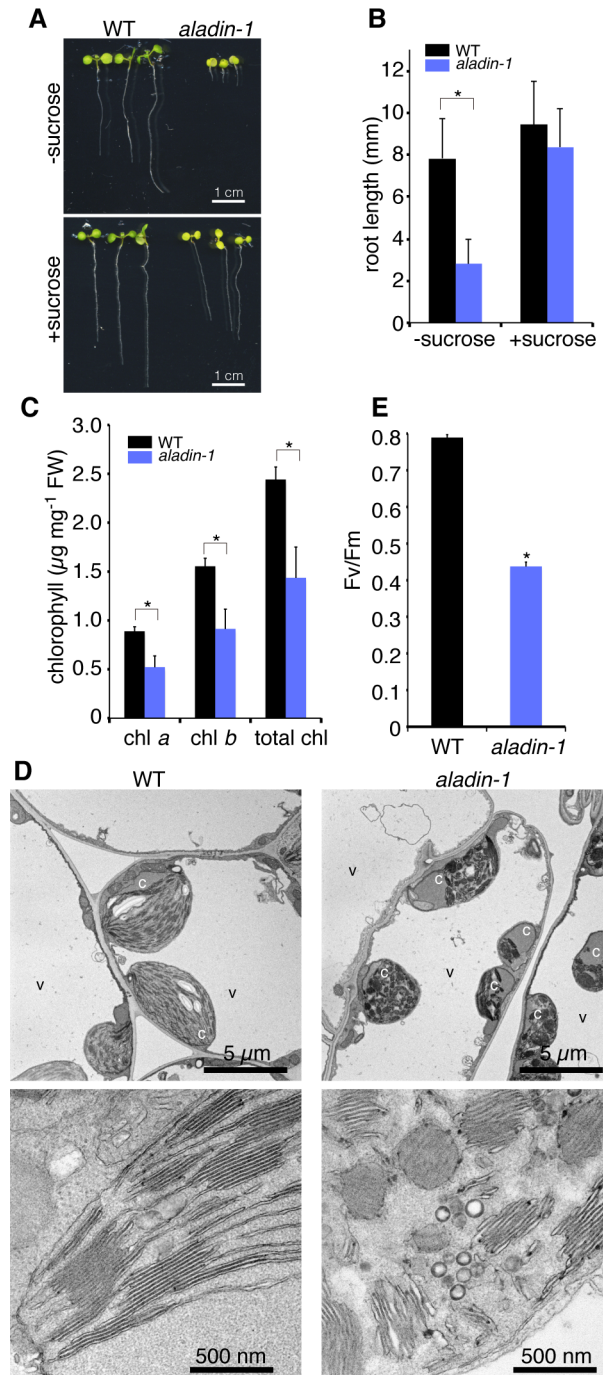 A
WT aladin-1
-sucrose
1 cm
+sucrose
1 cm
B
WT
aladin-1
root length (mm)
12
10
8
6
4
2
0
*
-sucrose +sucrose
C
WT
aladin-1
chlorophyll (µg mg-1 FW)
3.0
2.5
2.0
1.5
1.0
0.5
0
* * *
chl a chl b total chl
E
Fv/Fm
0.8
0.7
0.6
0.5
0.4
0.3
0.2
0.1
0
*
WT aladin-1
D
WT aladin-1
c
v v
c
5 µm
v
c
c
c
c
v
c
c
v
5 µm
500 nm
500 nm